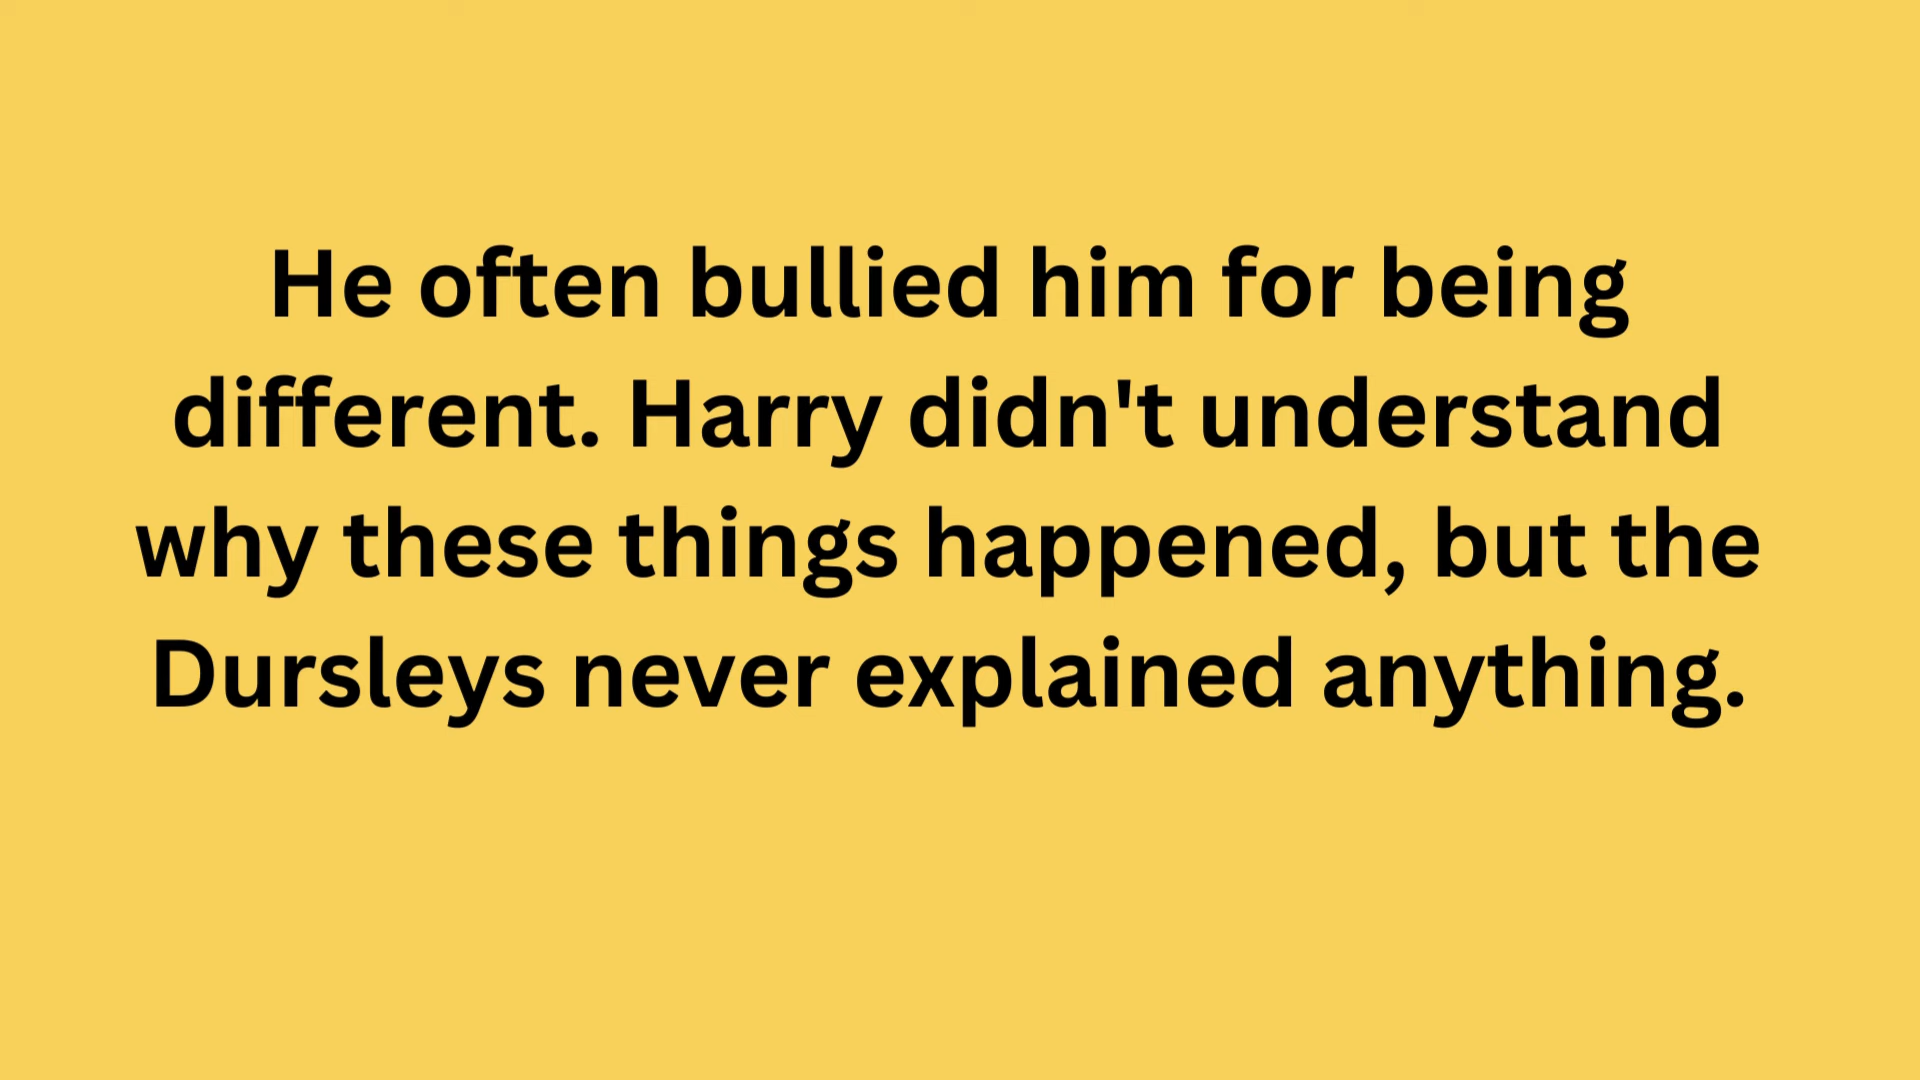 He often bullied him for being
different. Harry didn't understand
why these things happened, but the
Dursleys never explained anything.